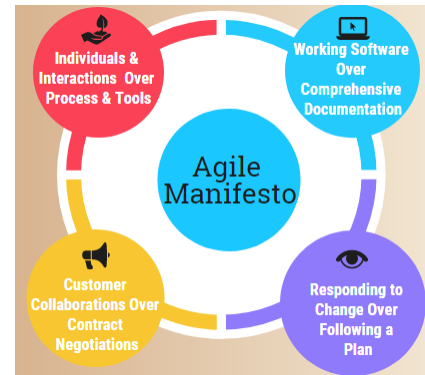 Individuals &
Interactions Over
Process & Tools
Working Software
Over
Comprehensive
Documentation
Agile
Manifesto
Customer
Collaborations Over
Contract
Negotiations
Responding to
Change Over
Following a
Plan